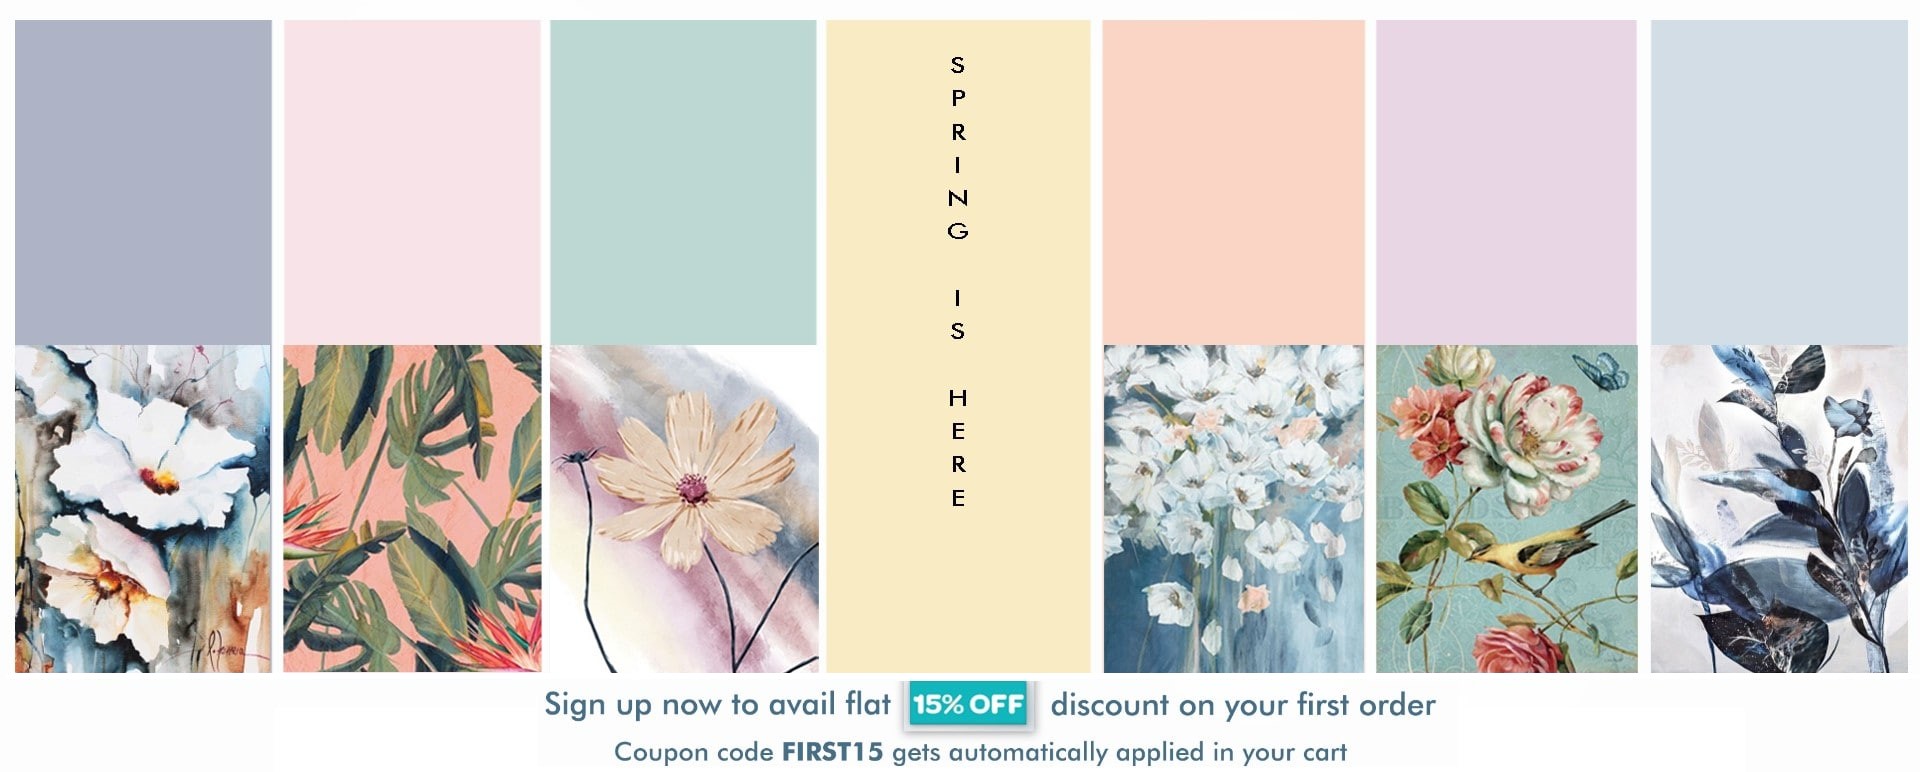 SPRING IS HERE
Sign up now to avail flat 15% OFF discount on your first order
Coupon code FIRST15 gets automatically applied in your cart